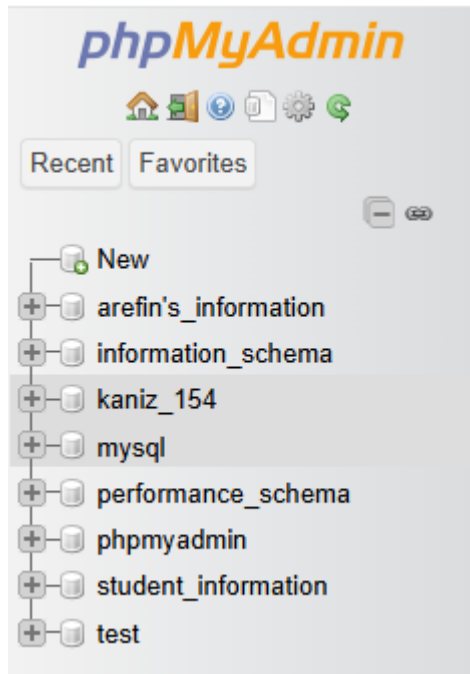 phpMyAdmin
Recent Favorites
New
arefin's_information
information_schema
kaniz_154
mysql
performance_schema
phpmyadmin
student_information
test